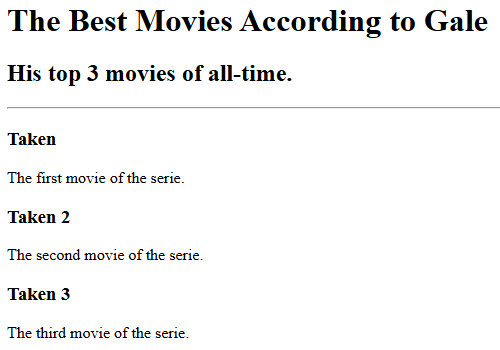 The Best Movies According to Gale
His top 3 movies of all-time.
Taken
The first movie of the serie.
Taken 2
The second movie of the serie.
Taken 3
The third movie of the serie.